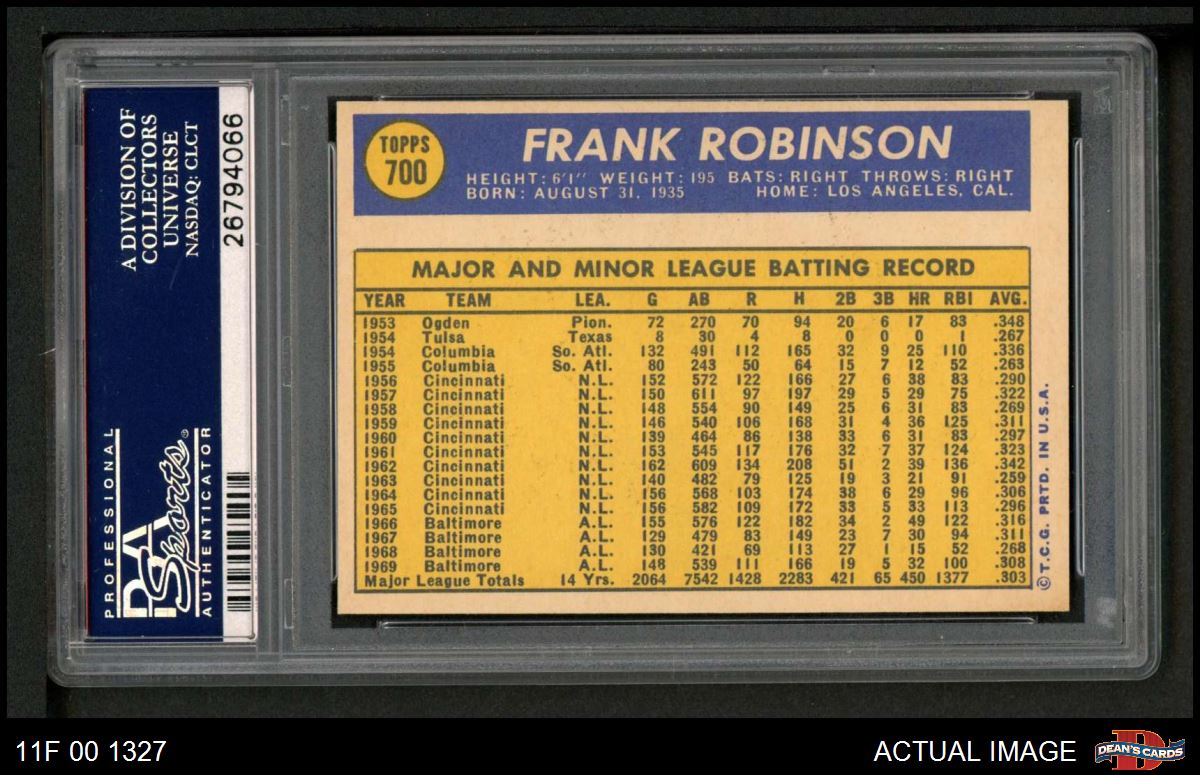 A DIVISION OF
COLLECTORS
UNIVERSE
NASDAQ: CLCT
26794066
PROFESSIONAL
PSA
Sports®
AUTHENTICATOR
TOPPS
700
FRANK ROBINSON
HEIGHT: 6'1" WEIGHT: 195 BATS: RIGHT THROWS: RIGHT
BORN: AUGUST 31, 1935 HOME: LOS ANGELES, CAL.
MAJOR AND MINOR LEAGUE BATTING RECORD
YEAR TEAM LEA. G AB R H 2B 3B HR RBI AVG.
1953 Ogden Pion. 72 270 70 94 20 6 17 83 .348
1954 Tulsa Texas 8 30 4 8 0 0 0 1 .267
1954 Columbia So. Atl. 132 491 112 165 32 9 25 110 .336
1955 Columbia So. Atl. 80 243 50 64 15 7 12 52 .263
1956 Cincinnati N.L. 152 572 122 166 27 6 38 83 .290
1957 Cincinnati N.L. 150 611 97 197 29 5 29 75 .322
1958 Cincinnati N.L. 148 554 90 149 25 6 31 83 .269
1959 Cincinnati N.L. 146 540 106 168 31 4 36 125 .311
1960 Cincinnati N.L. 139 464 86 138 33 6 31 83 .297
1961 Cincinnati N.L. 153 545 117 176 32 7 37 124 .323
1962 Cincinnati N.L. 162 609 134 208 51 2 39 136 .342
1963 Cincinnati N.L. 140 482 79 125 19 3 21 91 .259
1964 Cincinnati N.L. 156 568 103 174 38 6 29 96 .306
1965 Cincinnati N.L. 156 582 109 172 33 5 33 113 .296
1966 Baltimore A.L. 155 576 122 182 34 2 49 122 .316
1967 Baltimore A.L. 129 479 83 149 23 7 30 94 .311
1968 Baltimore A.L. 130 421 69 113 27 1 15 52 .268
1969 Baltimore A.L. 148 539 111 166 19 5 32 100 .308
Major League Totals 14 Yrs. 2064 7542 1428 2283 421 65 450 1377 .303
© T.C.G. PRTD. IN U.S.A.
11F 00 1327
ACTUAL IMAGE
D
DEAN'S CARDS